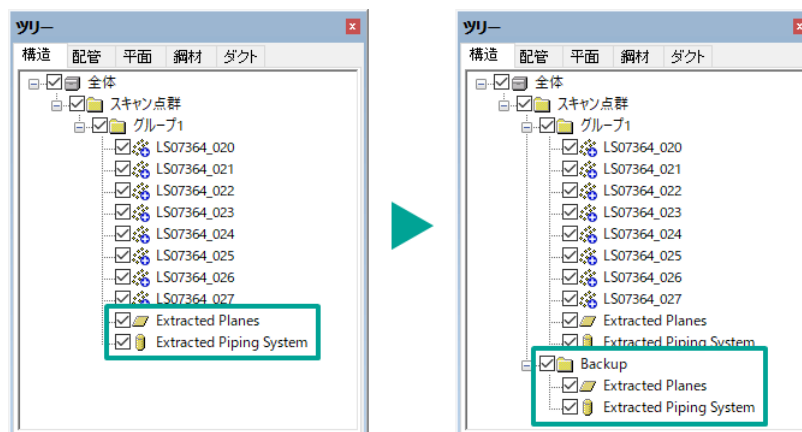 ツリー
構造 配管 平面 鋼材 ダクト
全体
スキャン点群
グループ1
LS07364_020
LS07364_021
LS07364_022
LS07364_023
LS07364_024
LS07364_025
LS07364_026
LS07364_027
Extracted Planes
Extracted Piping System
ツリー
構造 配管 平面 鋼材 ダクト
全体
スキャン点群
グループ1
LS07364_020
LS07364_021
LS07364_022
LS07364_023
LS07364_024
LS07364_025
LS07364_026
LS07364_027
Extracted Planes
Extracted Piping System
Backup
Extracted Planes
Extracted Piping System